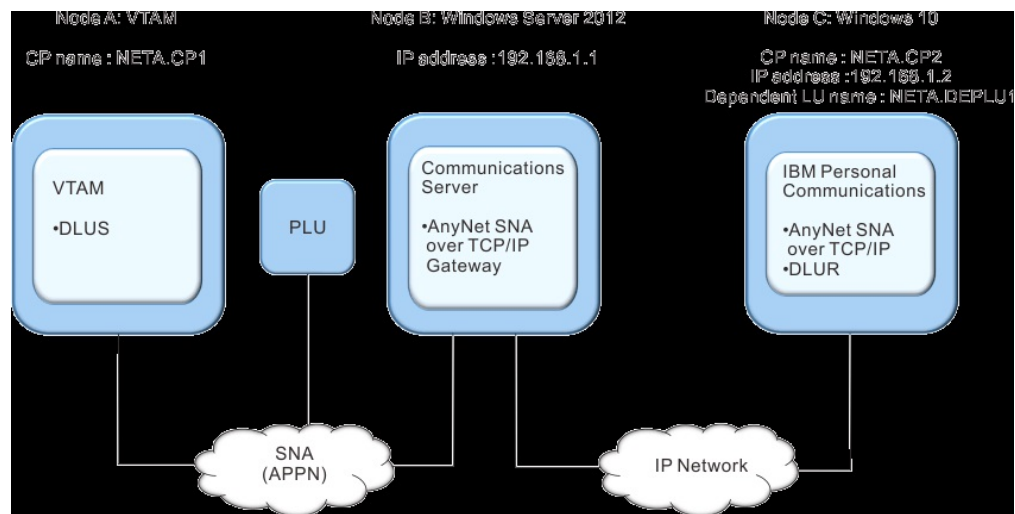 Node A: VTAM
CP name : NETA.CP1
Node B: Windows Server 2012
IP address :192.168.1.1
Node C: Windows 10
CP name : NETA.CP2
IP address :192.168.1.2
Dependent LU name : NETA.DEPLU1
VTAM
•DLUS
PLU
Communications
Server
•AnyNet SNA
over TCP/IP
Gateway
IBM Personal
Communications
•AnyNet SNA
over TCP/IP
•DLUR
SNA
(APPN)
IP Network